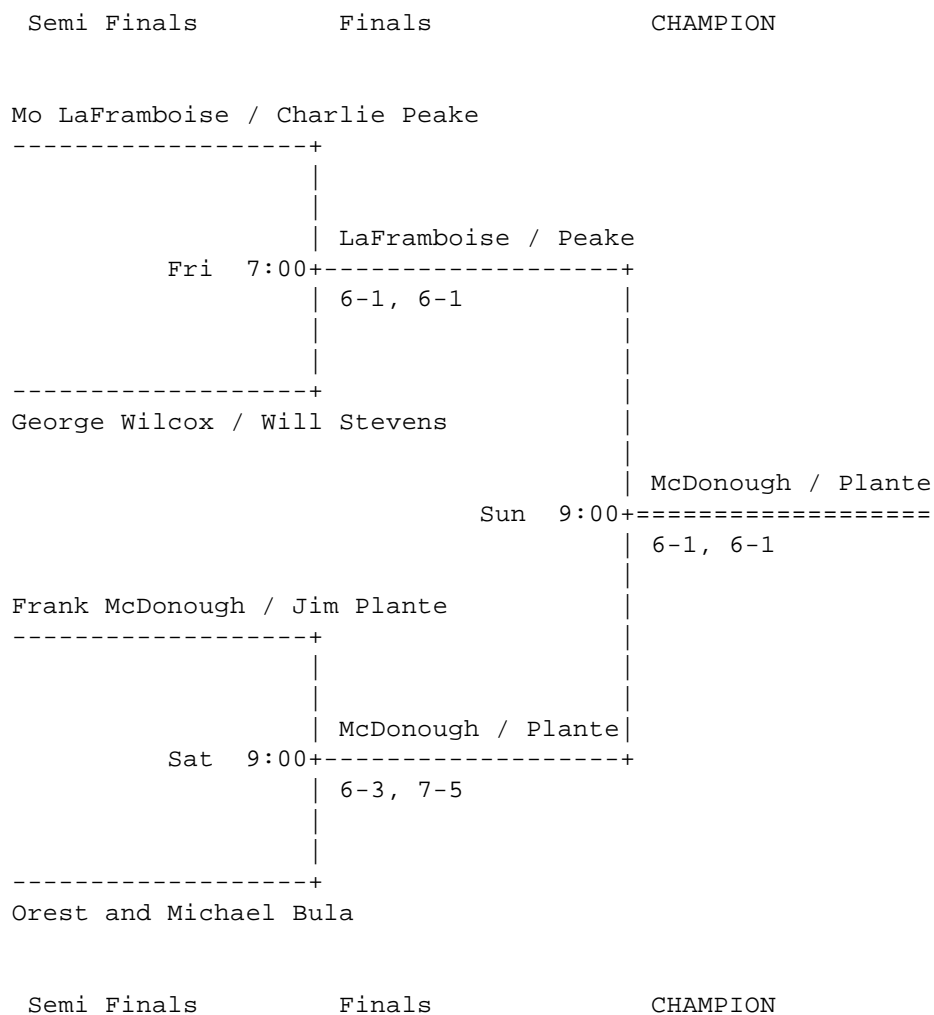 Semi Finals Finals CHAMPION
Mo LaFramboise / Charlie Peake
LaFramboise / Peake
Fri 7:00
6-1, 6-1
George Wilcox / Will Stevens
McDonough / Plante
Sun 9:00
6-1, 6-1
Frank McDonough / Jim Plante
McDonough / Plante
Sat 9:00
6-3, 7-5
Orest and Michael Bula
Semi Finals Finals CHAMPION